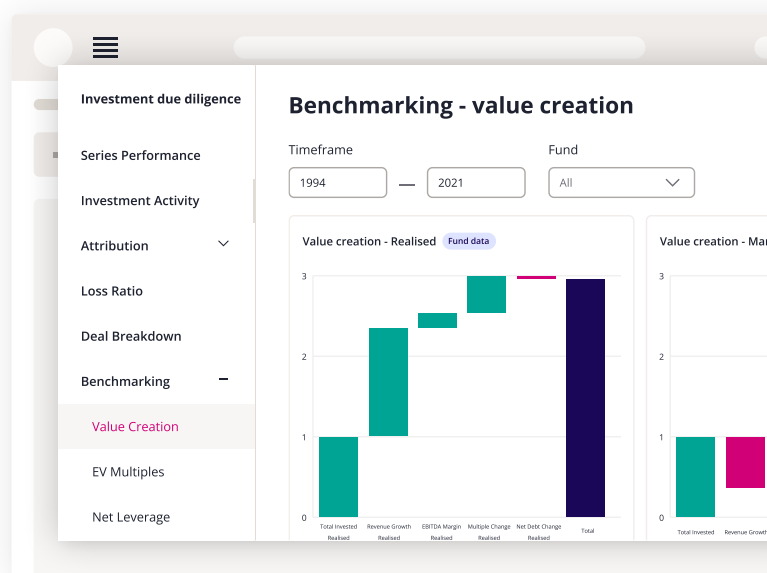 Investment due diligence
Series Performance
Investment Activity
Attribution
Loss Ratio
Deal Breakdown
Benchmarking
Value Creation
EV Multiples
Net Leverage
Benchmarking - value creation
Timeframe
Fund
1994
—
2021
All
Value creation - Realised
Fund data
3
2
1
0
Total Invested
Realised
Revenue Growth
Realised
EBITDA Margin
Realised
Multiple Change
Realised
Net Debt Change
Realised
Total
Value creation - Mar
3
2
1
0
Total Invested
Revenue Growth